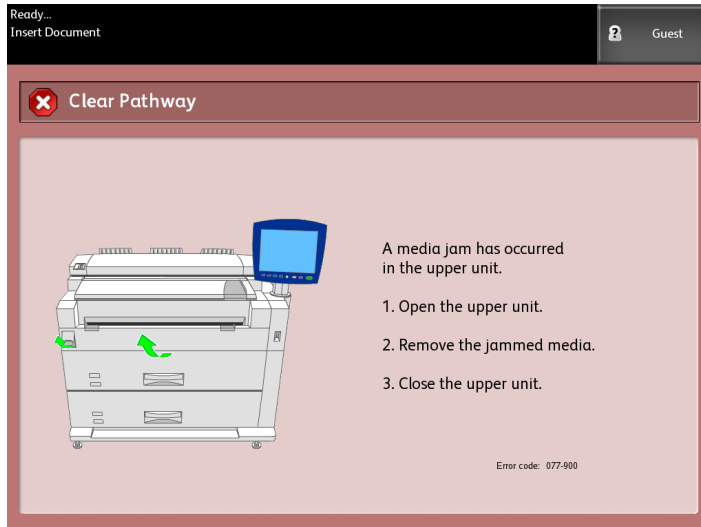 Ready...
Insert Document
Guest
Clear Pathway
A media jam has occurred
in the upper unit.
1. Open the upper unit.
2. Remove the jammed media.
3. Close the upper unit.
Error code: 077-900